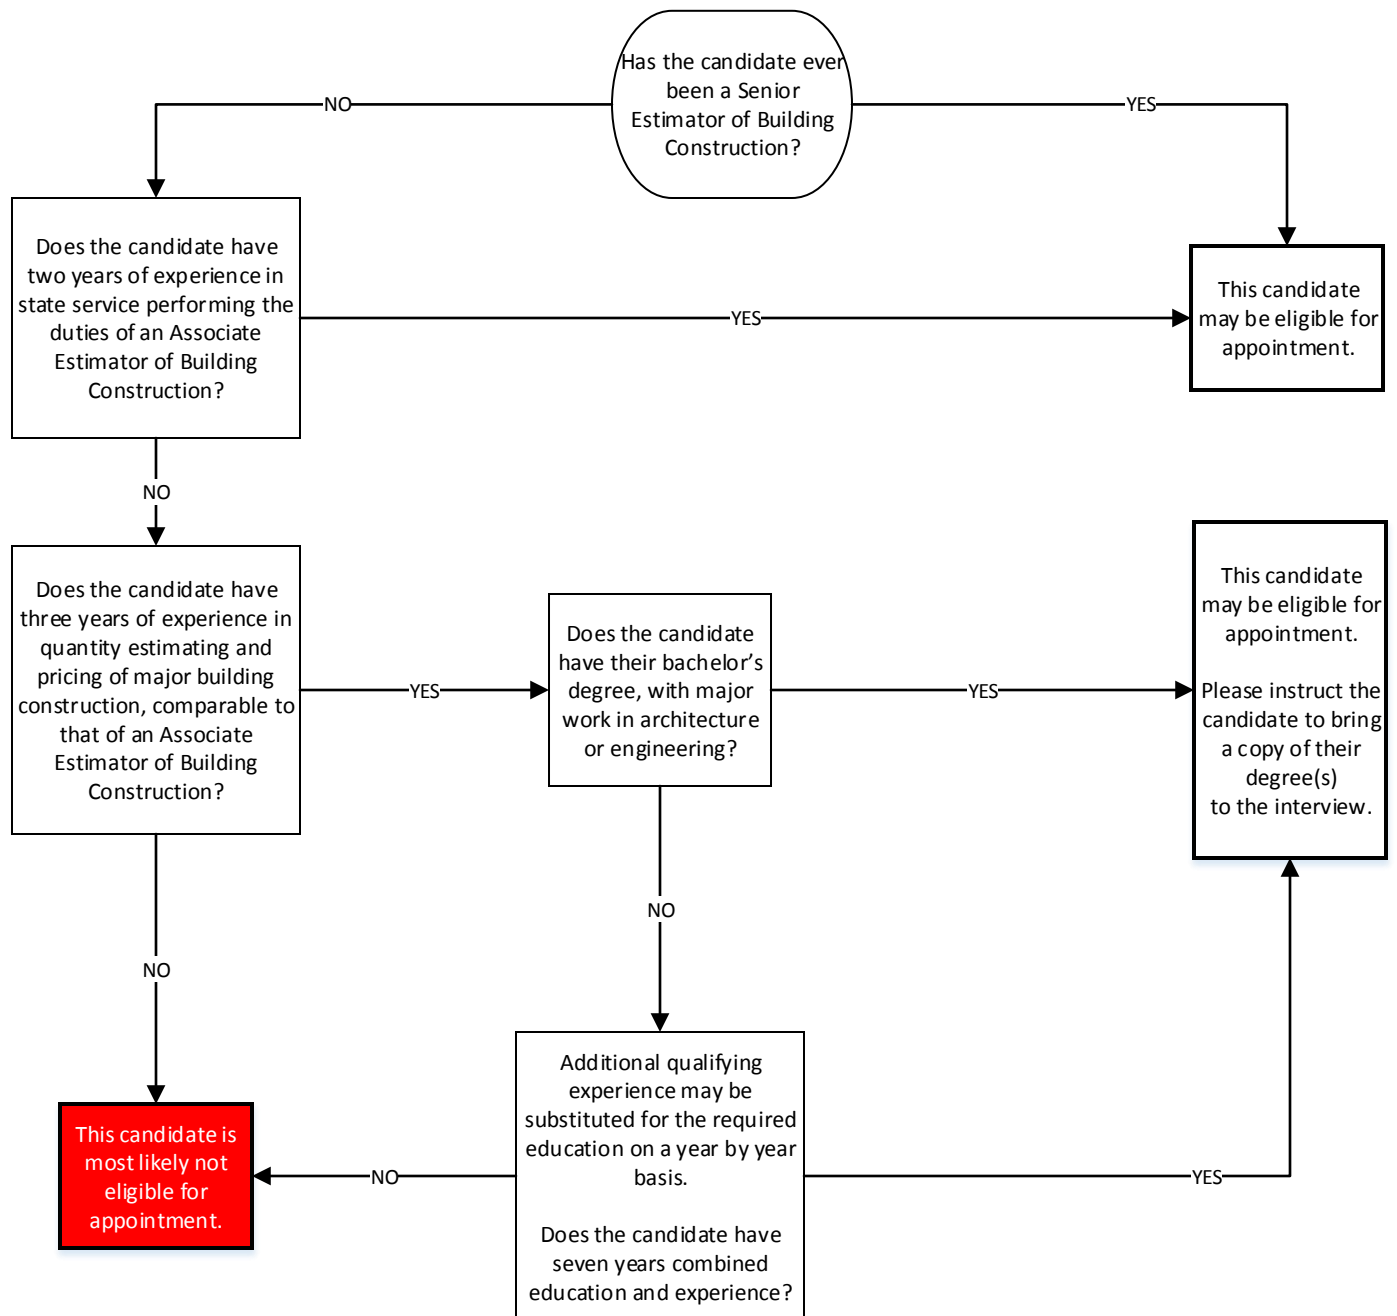 Has the candidate ever
been a Senior
Estimator of Building
Construction?
NO
YES
Does the candidate have
two years of experience in
state service performing the
duties of an Associate
Estimator of Building
Construction?
YES
This candidate
may be eligible for
appointment.
NO
Does the candidate have
three years of experience in
quantity estimating and
pricing of major building
construction, comparable to
that of an Associate
Estimator of Building
Construction?
YES
Does the candidate
have their bachelor’s
degree, with major
work in architecture
or engineering?
YES
This candidate
may be eligible for
appointment.
Please instruct the
candidate to bring
a copy of their
degree(s)
to the interview.
NO
NO
This candidate is
most likely not
eligible for
appointment.
NO
Additional qualifying
experience may be
substituted for the required
education on a year by year
basis.
Does the candidate have
seven years combined
education and experience?
YES